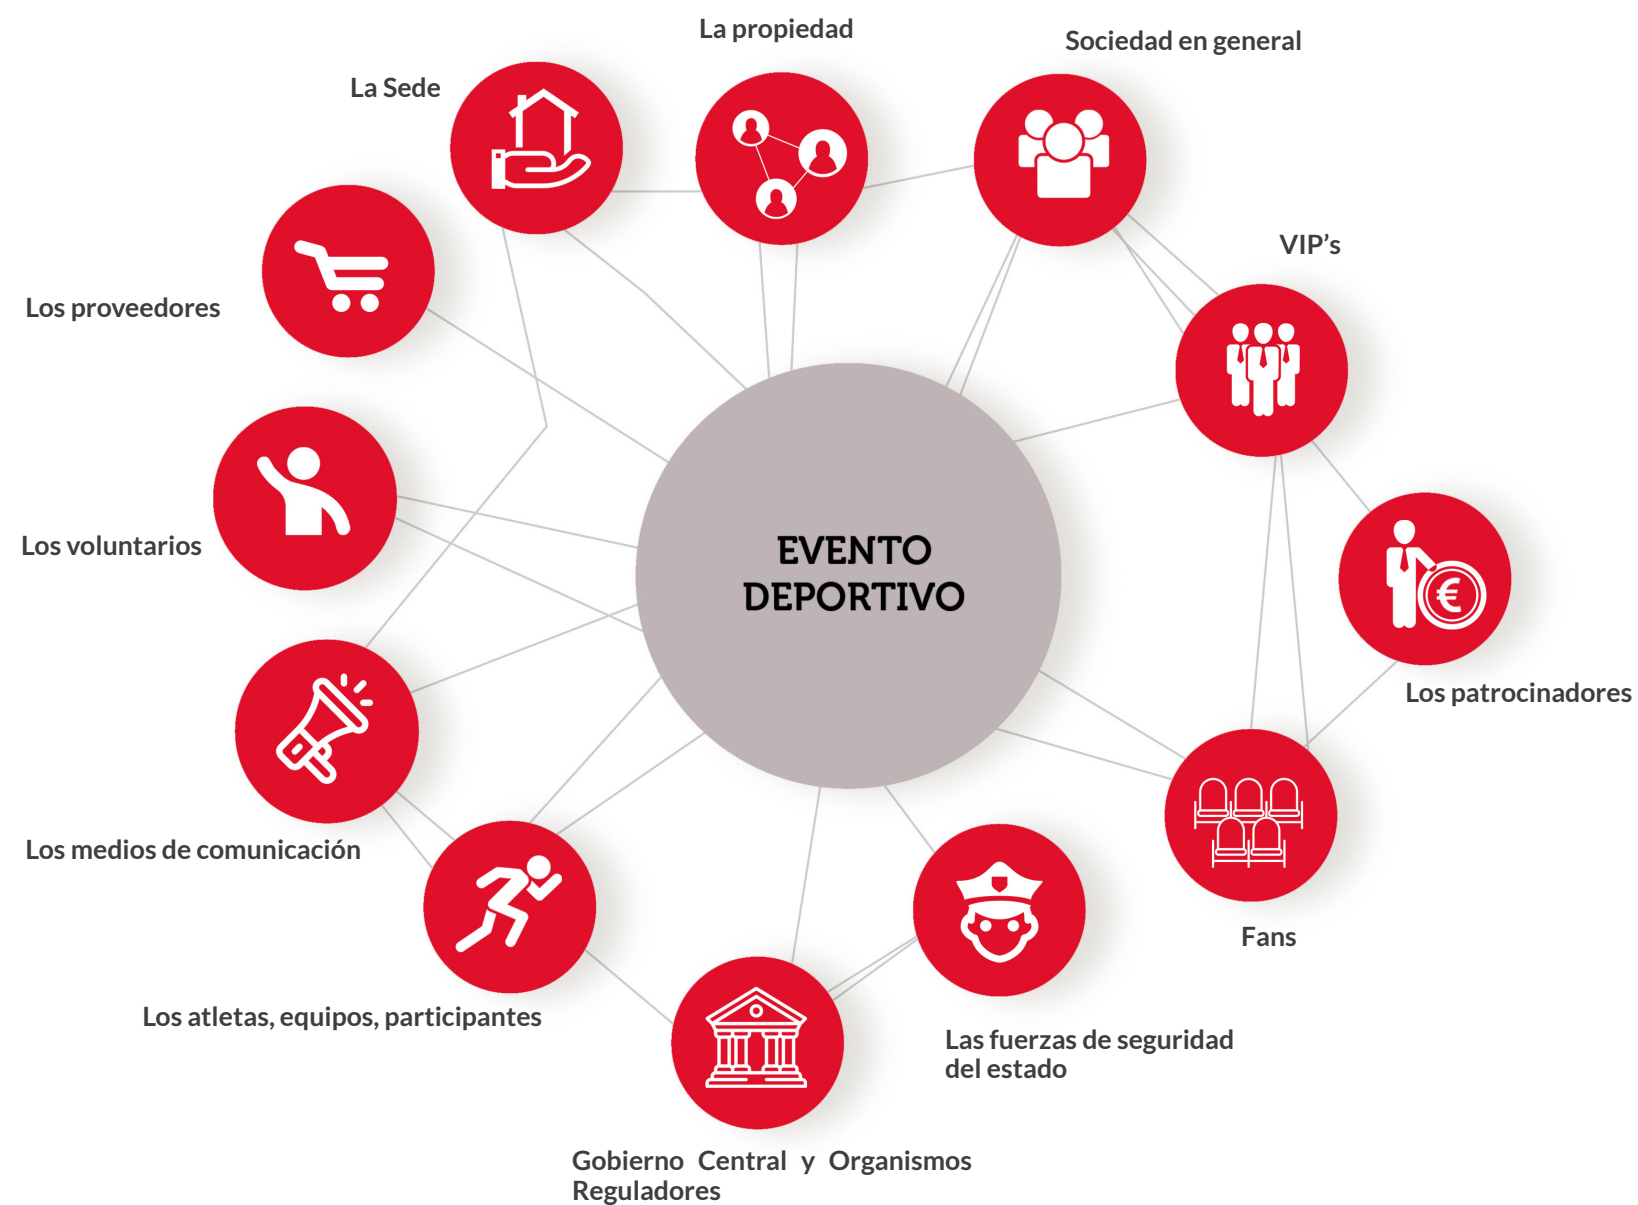 La propiedad
Sociedad en general
La Sede
VIP's
Los proveedores
EVENTO
DEPORTIVO
Los voluntarios
€
Los patrocinadores
Los medios de comunicación
Fans
Los atletas, equipos, participantes
Las fuerzas de seguridad
del estado
Gobierno Central y Organismos
Reguladores